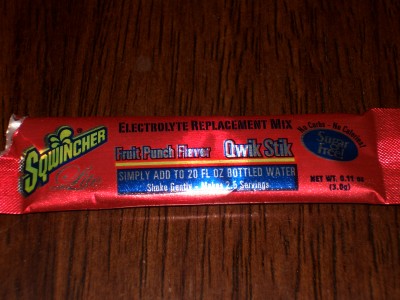 ELECTROLYTE REPLACEMENT MIX
SQWINCHER
Lite
Fruit Punch Flavor Qwik Stik
No Carbs - No Calories!
Sugar
FREE!
SIMPLY ADD TO 20 FL OZ BOTTLED WATER
Shake Gently - Makes 2.5 Servings
NET WT. 0.11 oz
(3.0g)